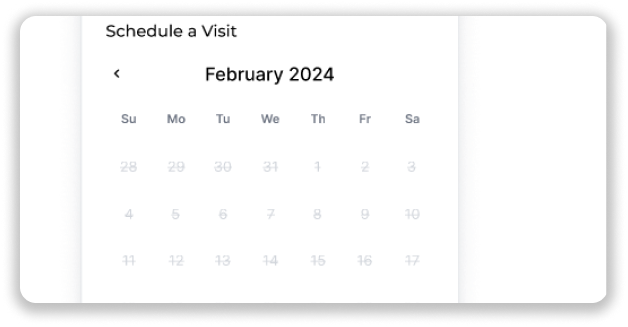 Schedule a Visit
< February 2024
Su Mo Tu We Th Fr Sa
28 29 30 31 1 2 3
4 5 6 7 8 9 10
11 12 13 14 15 16 17